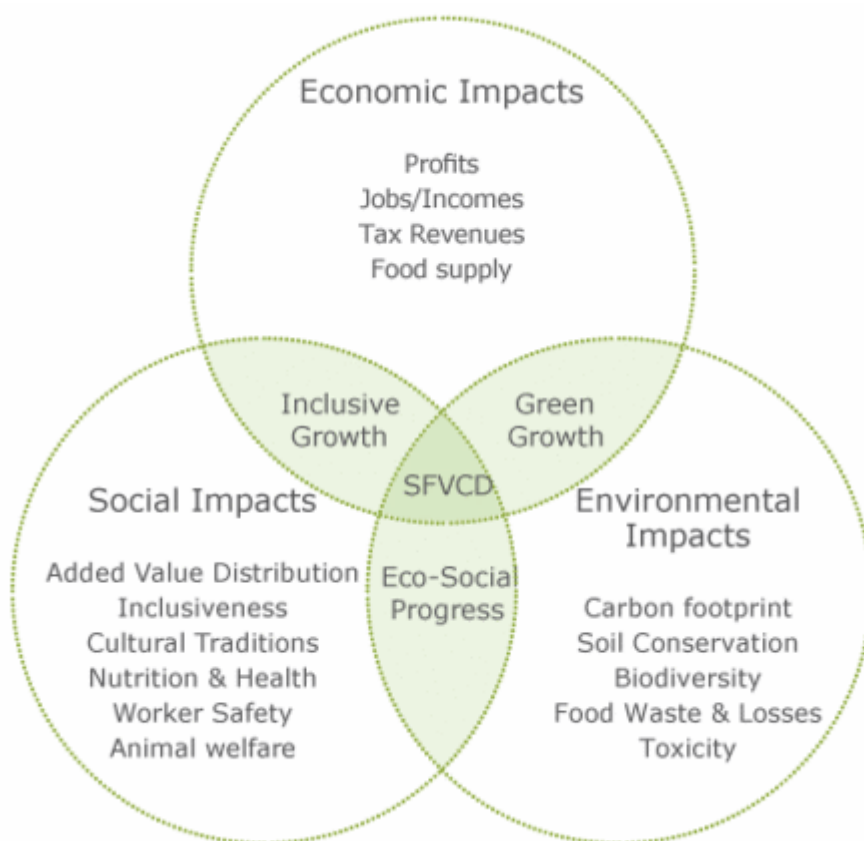 Economic Impacts
Profits
Jobs/Incomes
Tax Revenues
Food supply
Inclusive
Growth
Green
Growth
SFVCD
Social Impacts
Added Value Distribution
Inclusiveness
Cultural Traditions
Nutrition & Health
Worker Safety
Animal welfare
Eco-Social
Progress
Environmental
Impacts
Carbon footprint
Soil Conservation
Biodiversity
Food Waste & Losses
Toxicity